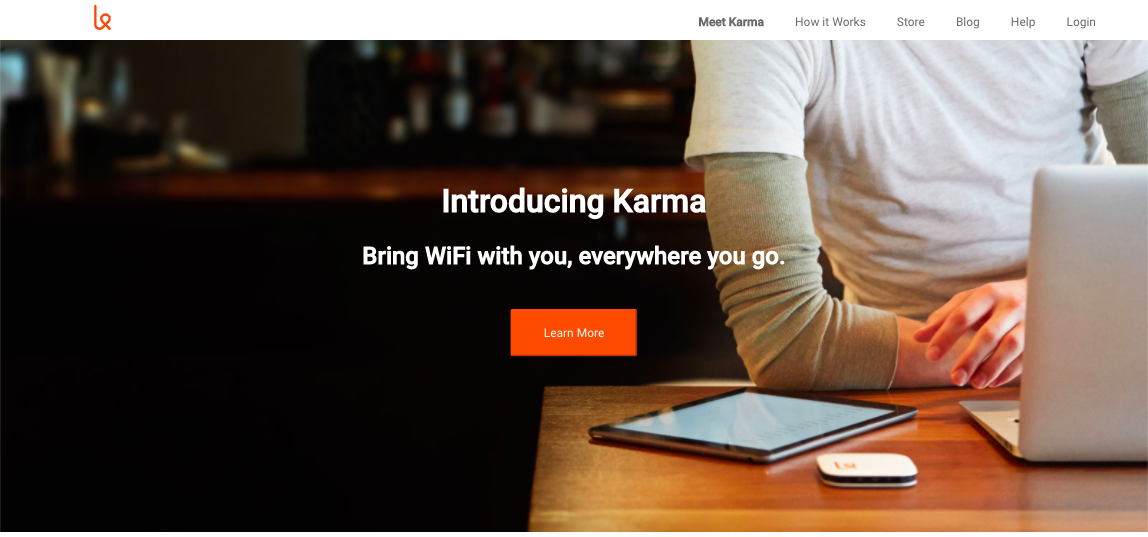 Meet Karma
How it Works
Store
Blog
Help
Login
Introducing Karma
Bring WiFi with you, everywhere you go.
Learn More